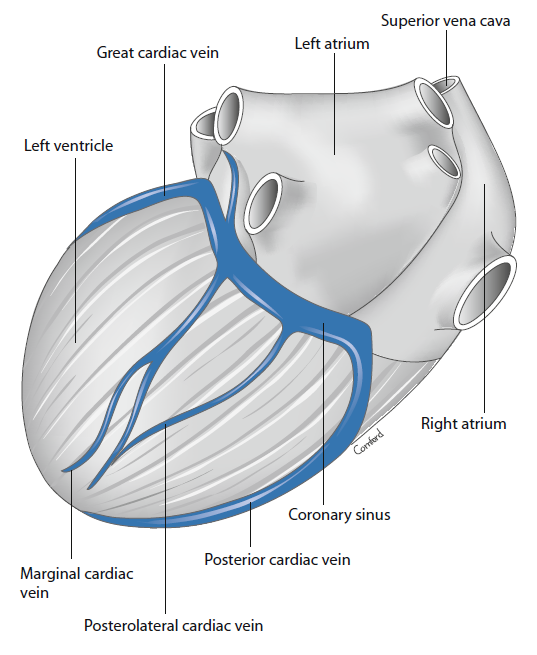 Superior vena cava
Left atrium
Great cardiac vein
Left ventricle
Right atrium
Comford
Coronary sinus
Posterior cardiac vein
Marginal cardiac
vein
Posterolateral cardiac vein